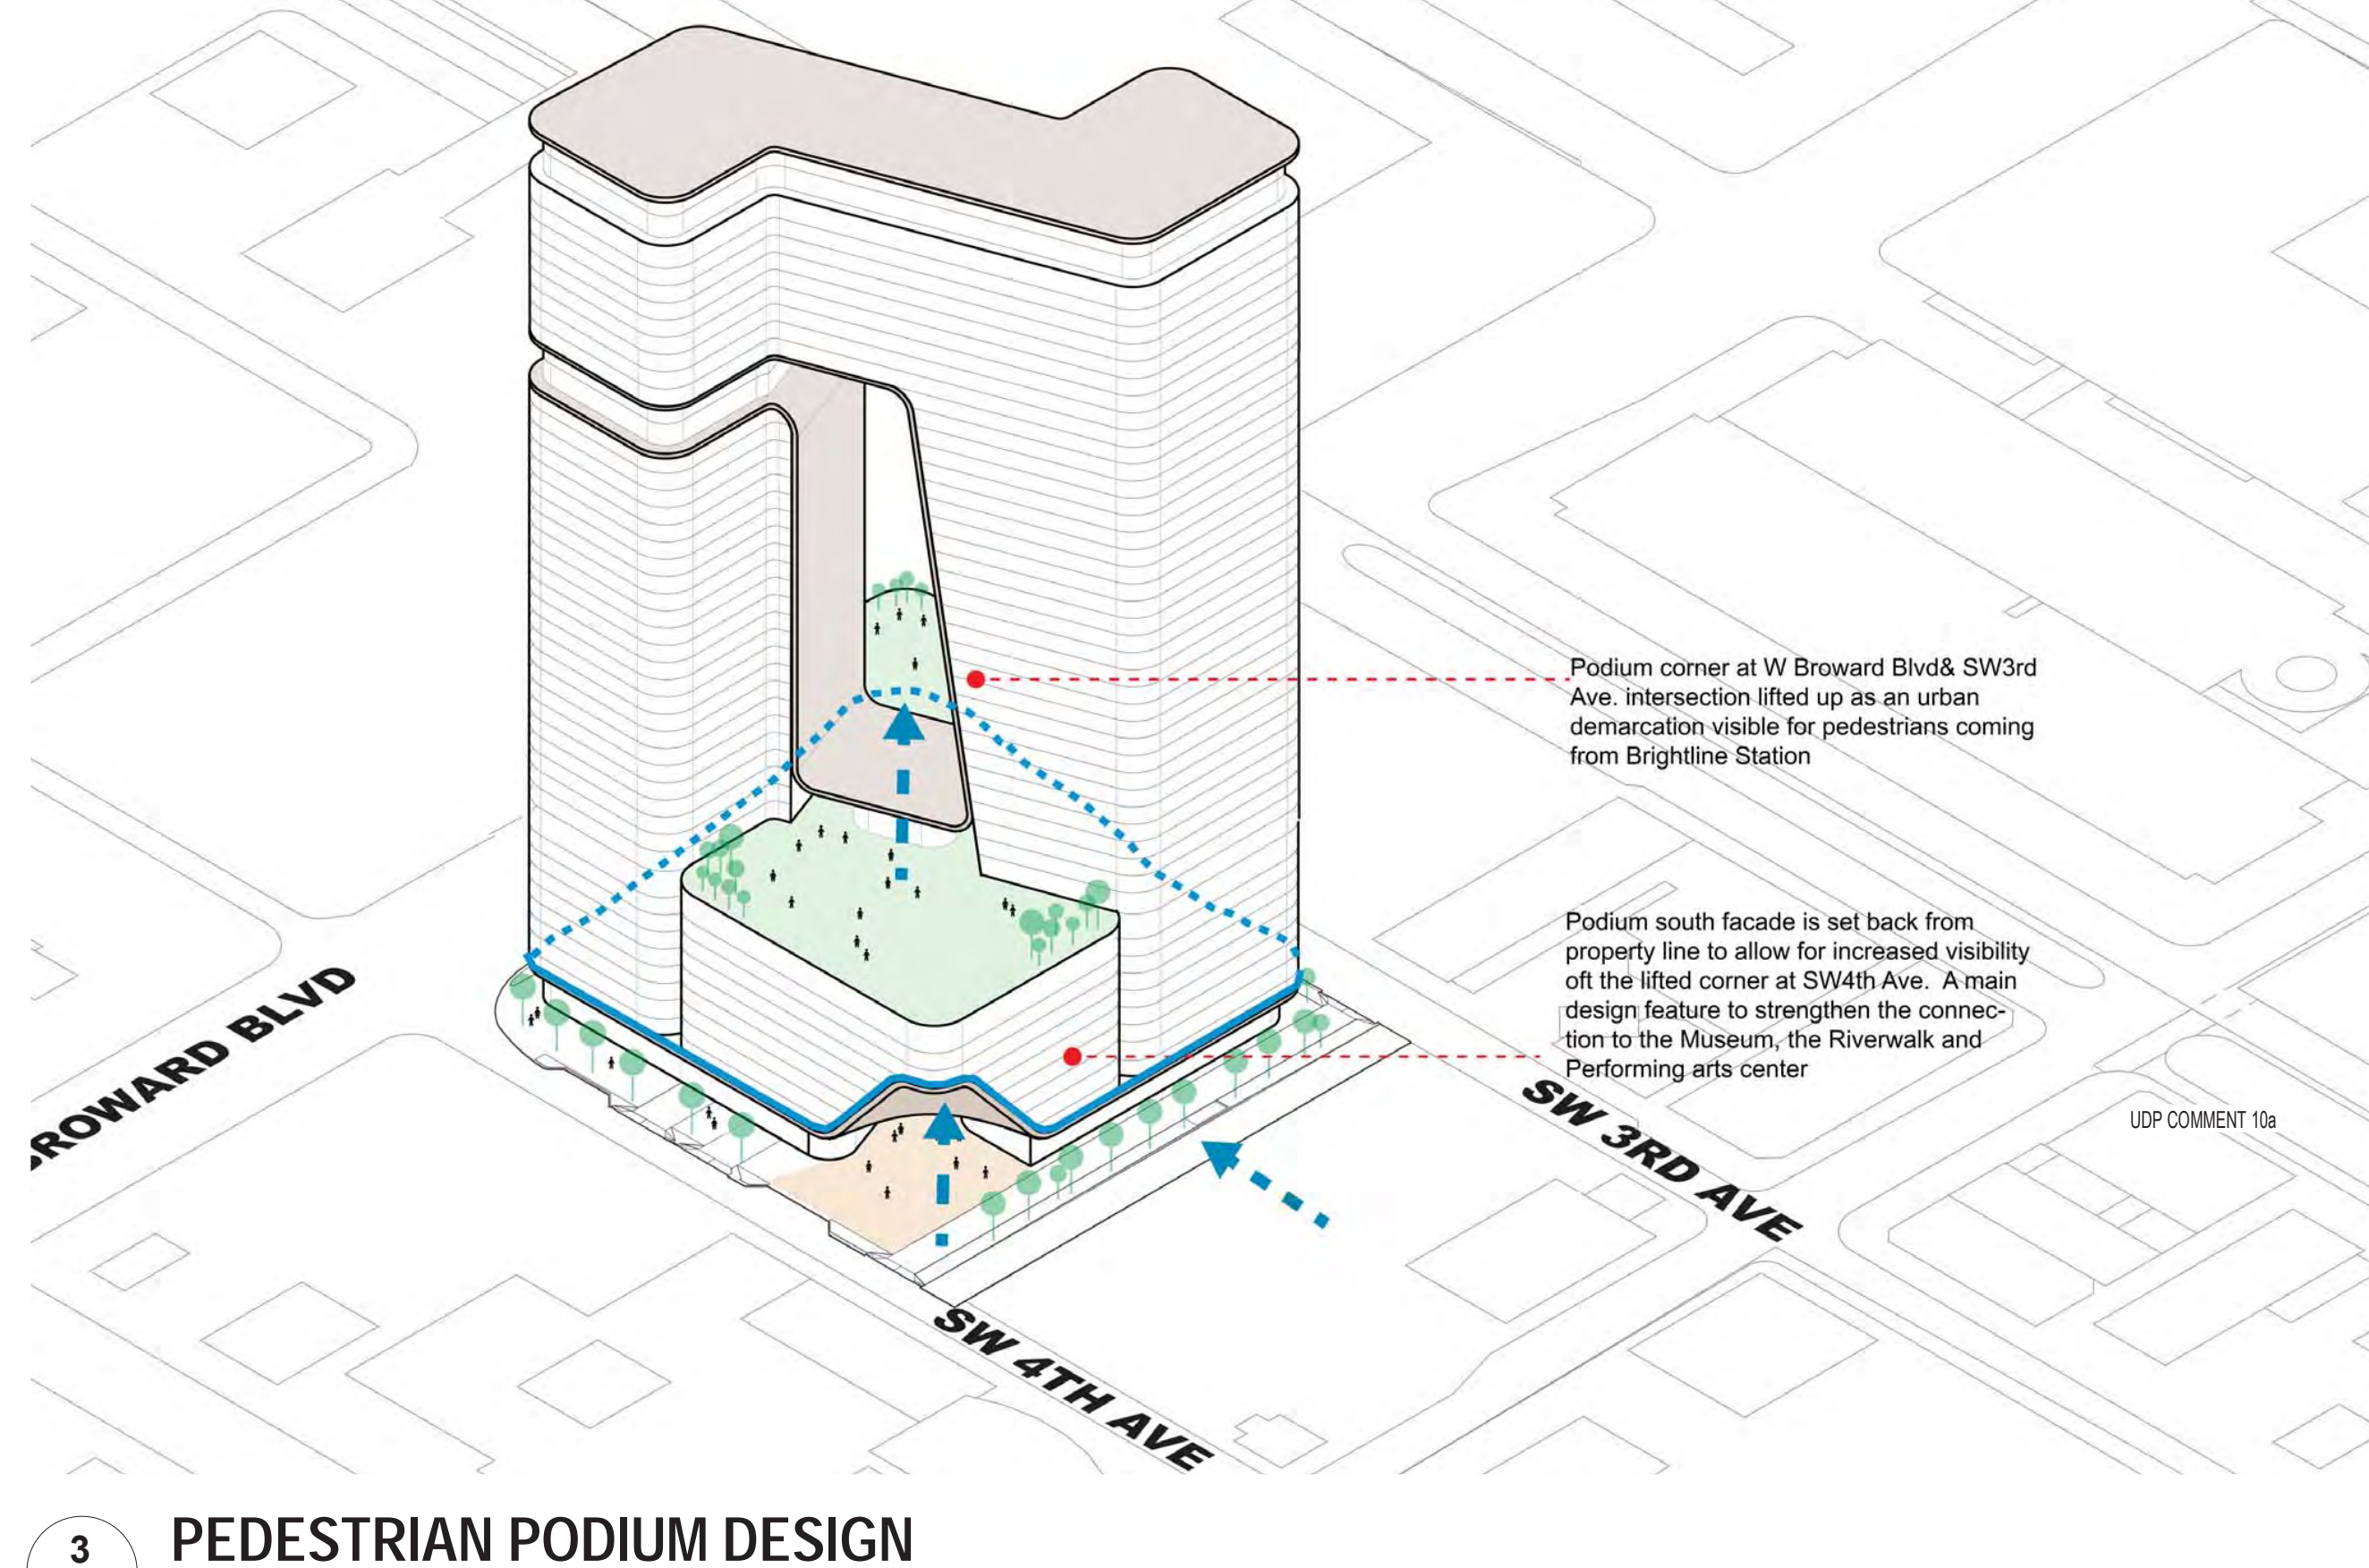 Podium corner at W Broward Blvd& SW3rd
Ave. intersection lifted up as an urban
demarcation visible for pedestrians coming
from Brightline Station
Podium south facade is set back from
property line to allow for increased visibility
oft the lifted corner at SW4th Ave. A main
design feature to strengthen the connec-
tion to the Museum, the Riverwalk and
Performing arts center
BROWARD BLVD
SW 3RD AVE
UDP COMMENT 10a
SW 4TH AVE
3
PEDESTRIAN PODIUM DESIGN